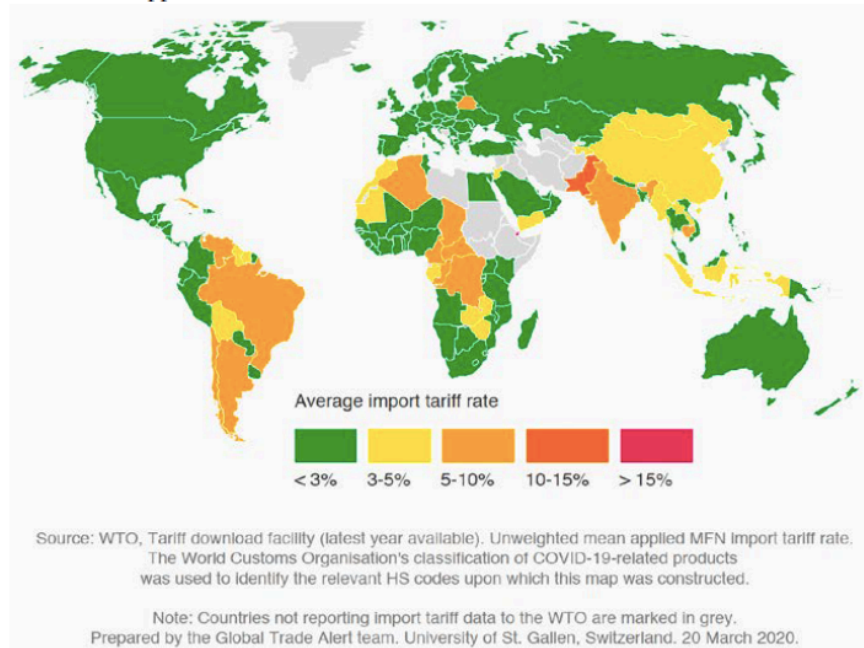 Average import tariff rate
< 3% 3-5% 5-10% 10-15% > 15%
Source: WTO, Tariff download facility (latest year available). Unweighted mean applied MFN import tariff rate.
The World Customs Organisation's classification of COVID-19-related products
was used to identify the relevant HS codes upon which this map was constructed.
Note: Countries not reporting import tariff data to the WTO are marked in grey.
Prepared by the Global Trade Alert team. University of St. Gallen, Switzerland. 20 March 2020.